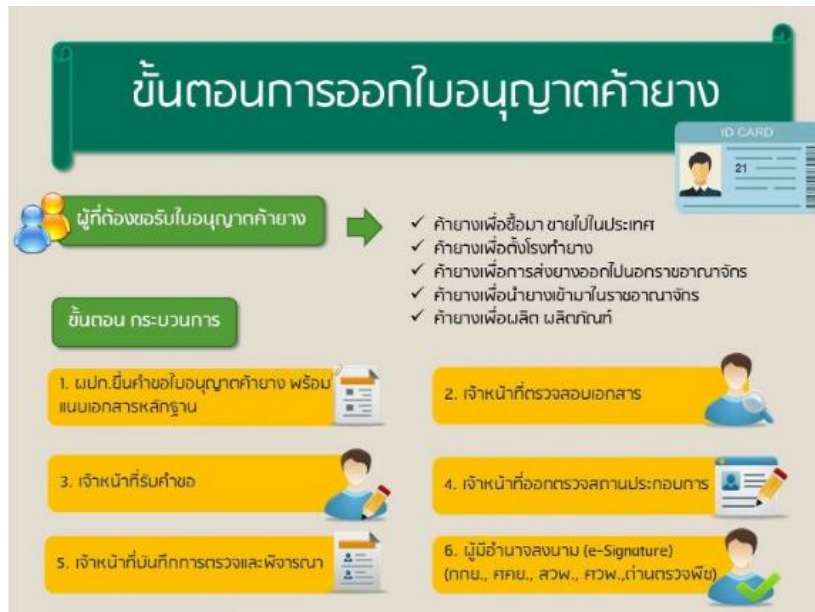 ขั้นตอนการออกใบอนุญาตค้ายาง
ID CARD
21
ผู้ที่ต้องขอรับใบอนุญาตค้ายาง
✓ ค้ายางเพื่อซื้อมา ขายไปในประเทศ
✓ ค้ายางเพื่อตั้งโรงทำยาง
✓ ค้ายางเพื่อการส่งยางออกไปนอกราชอาณาจักร
✓ ค้ายางเพื่อนำยางเข้ามาในราชอาณาจักร
✓ ค้ายางเพื่อผลิต ผลิตภัณฑ์
ขั้นตอน กระบวนการ
1. ผปก.ยื่นคำขอใบอนุญาตค้ายาง พร้อม
แนบเอกสารหลักฐาน
2. เจ้าหน้าที่ตรวจสอบเอกสาร
3. เจ้าหน้าที่รับคำขอ
4. เจ้าหน้าที่ออกตรวจสถานประกอบการ
5. เจ้าหน้าที่บันทึกการตรวจและพิจารณา
6. ผู้มีอำนาจลงนาม (e-Signature)
(กกย., ศคย., สวพ., ศวพ.,ด่านตรวจพืช)